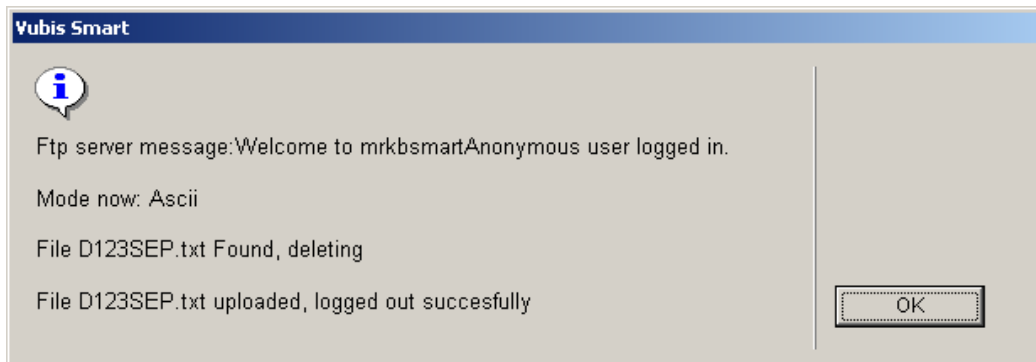 Vubis Smart
Ftp server message:Welcome to mrkbsmartAnonymous user logged in.
Mode now: Ascii
File D123SEP.txt Found, deleting
File D123SEP.txt uploaded, logged out succesfully
OK